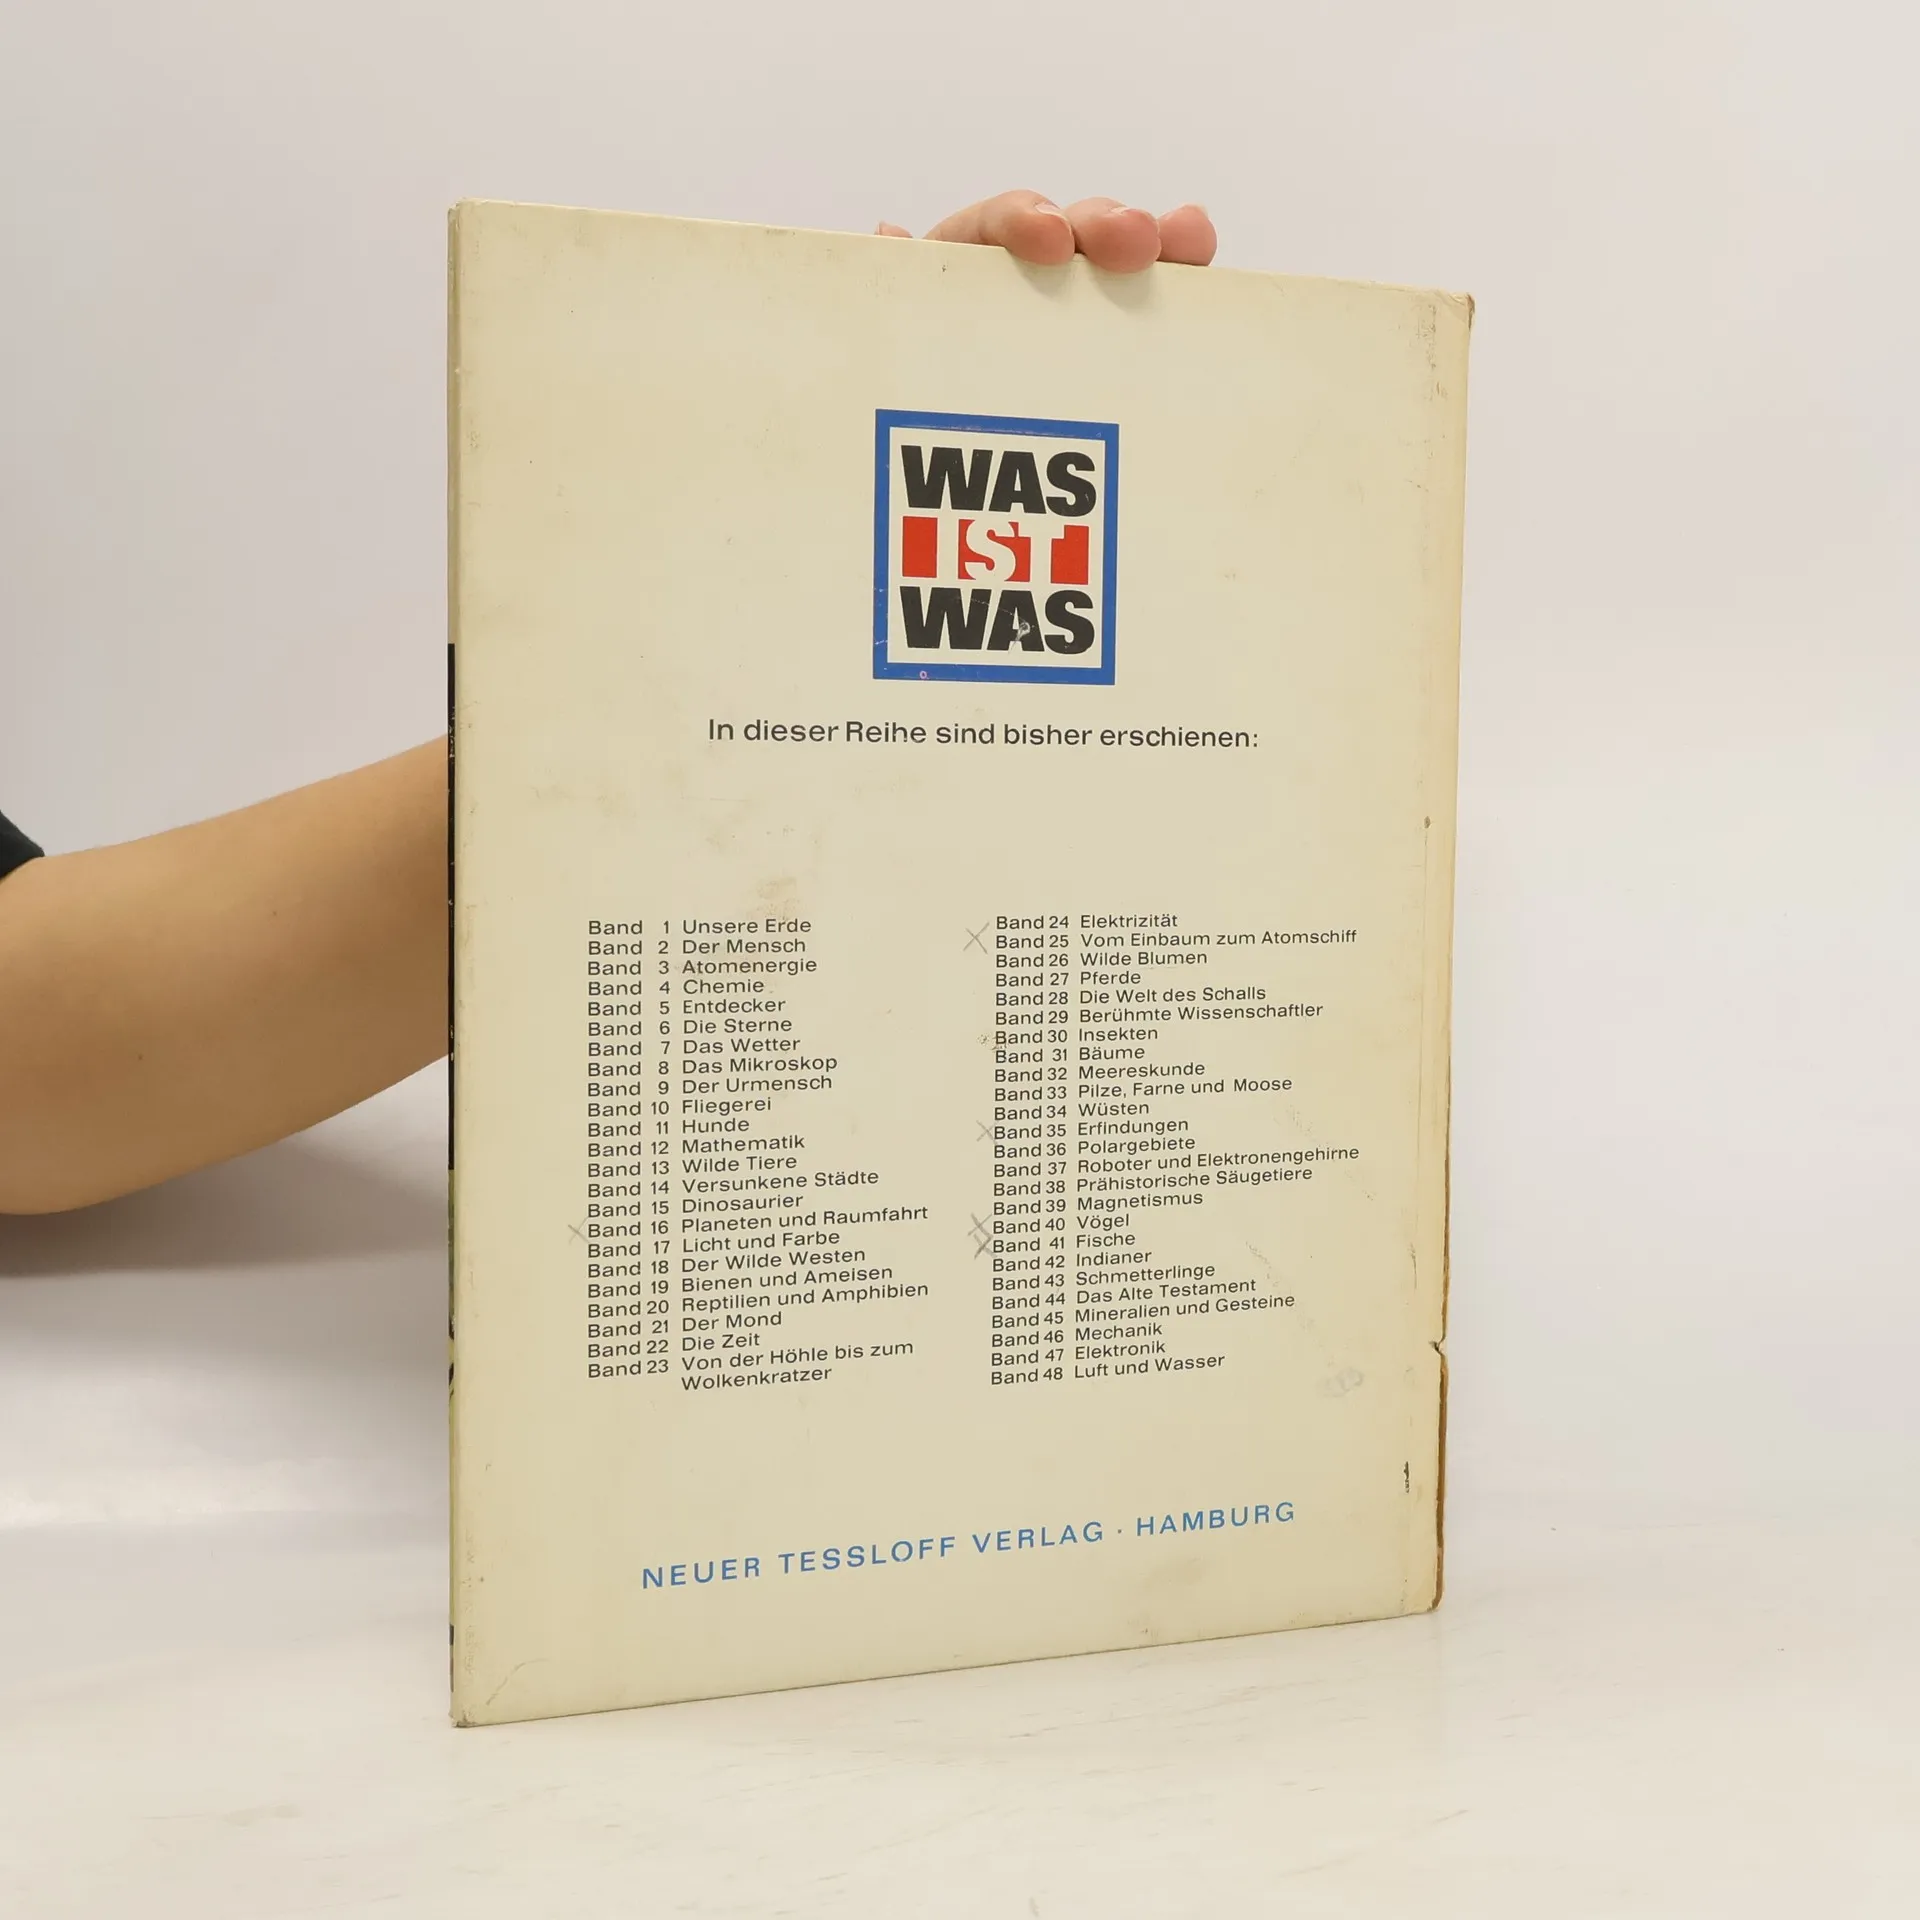 WAS
IST
WAS
In dieser Reihe sind bisher erschienen:
Band 1 Unsere Erde
Band 2 Der Mensch
Band 3 Atomenergie
Band 4 Chemie
Band 5 Entdecker
Band 6 Die Sterne
Band 7 Das Wetter
Band 8 Das Mikroskop
Band 9 Der Urmensch
Band 10 Fliegerei
Band 11 Hunde
Band 12 Mathematik
Band 13 Wilde Tiere
Band 14 Versunkene Städte
Band 15 Dinosaurier
Band 16 Planeten und Raumfahrt
Band 17 Licht und Farbe
Band 18 Der Wilde Westen
Band 19 Bienen und Ameisen
Band 20 Reptilien und Amphibien
Band 21 Der Mond
Band 22 Die Zeit
Band 23 Von der Höhle bis zum
Wolkenkratzer
Band 24 Elektrizität
Band 25 Vom Einbaum zum Atomschiff
Band 26 Wilde Blumen
Band 27 Pferde
Band 28 Die Welt des Schalls
Band 29 Berühmte Wissenschaftler
Band 30 Insekten
Band 31 Bäume
Band 32 Meereskunde
Band 33 Pilze, Farne und Moose
Band 34 Wüsten
Band 35 Erfindungen
Band 36 Polargebiete
Band 37 Roboter und Elektronengehirne
Band 38 Prähistorische Säugetiere
Band 39 Magnetismus
Band 40 Vögel
Band 41 Fische
Band 42 Indianer
Band 43 Schmetterlinge
Band 44 Das Alte Testament
Band 45 Mineralien und Gesteine
Band 46 Mechanik
Band 47 Elektronik
Band 48 Luft und Wasser
NEUER TESSLOFF VERLAG · HAMBURG